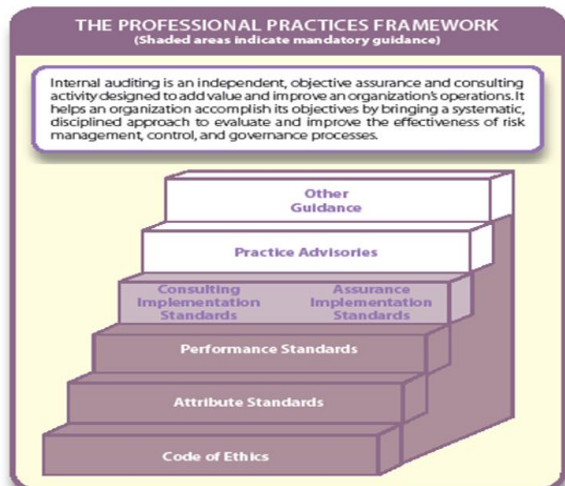 THE PROFESSIONAL PRACTICES FRAMEWORK
(Shaded areas indicate mandatory guidance)
Internal auditing is an independent, objective assurance and consulting
activity designed to add value and improve an organization's operations. It
helps an organization accomplish its objectives by bringing a systematic,
disciplined approach to evaluate and improve the effectiveness of risk
management, control, and governance processes.
Other
Guidance
Practice Advisories
Consulting
Implementation
Standards
Assurance
Implementation
Standards
Performance Standards
Attribute Standards
Code of Ethics